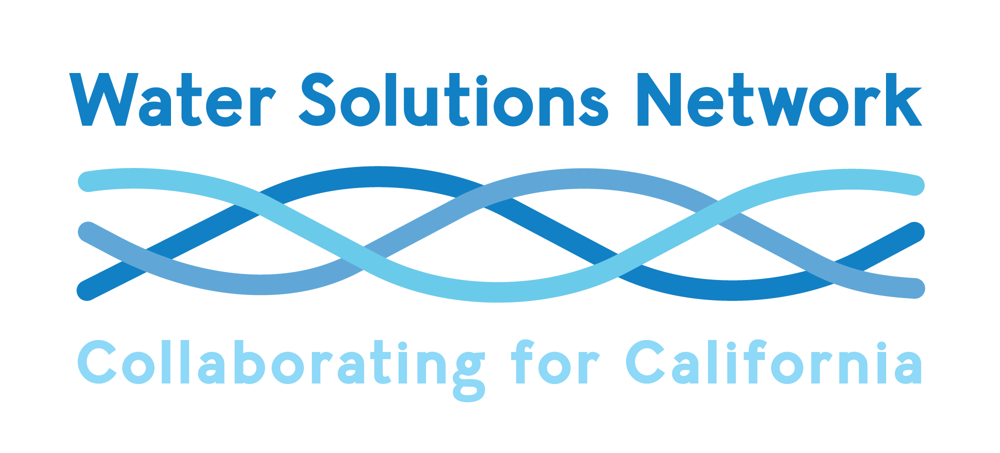 Water Solutions Network
Collaborating for California